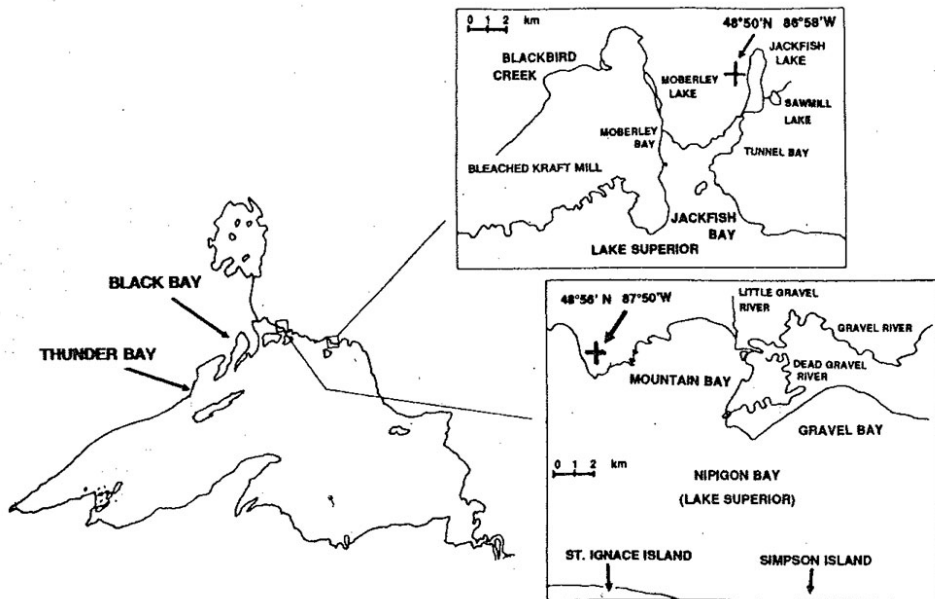 0 1 2 km
48°50'N 86°58'W
JACKFISH
LAKE
BLACKBIRD
CREEK
MOBERLEY
LAKE
SAWMILL
LAKE
MOBERLEY
BAY
TUNNEL BAY
BLEACHED KRAFT MILL
JACKFISH
BAY
LAKE SUPERIOR
BLACK BAY
THUNDER BAY
48°56' N 87°50'W
LITTLE GRAVEL
RIVER
GRAVEL RIVER
DEAD GRAVEL
RIVER
MOUNTAIN BAY
GRAVEL BAY
0 1 2 km
NIPIGON BAY
(LAKE SUPERIOR)
ST. IGNACE ISLAND
SIMPSON ISLAND